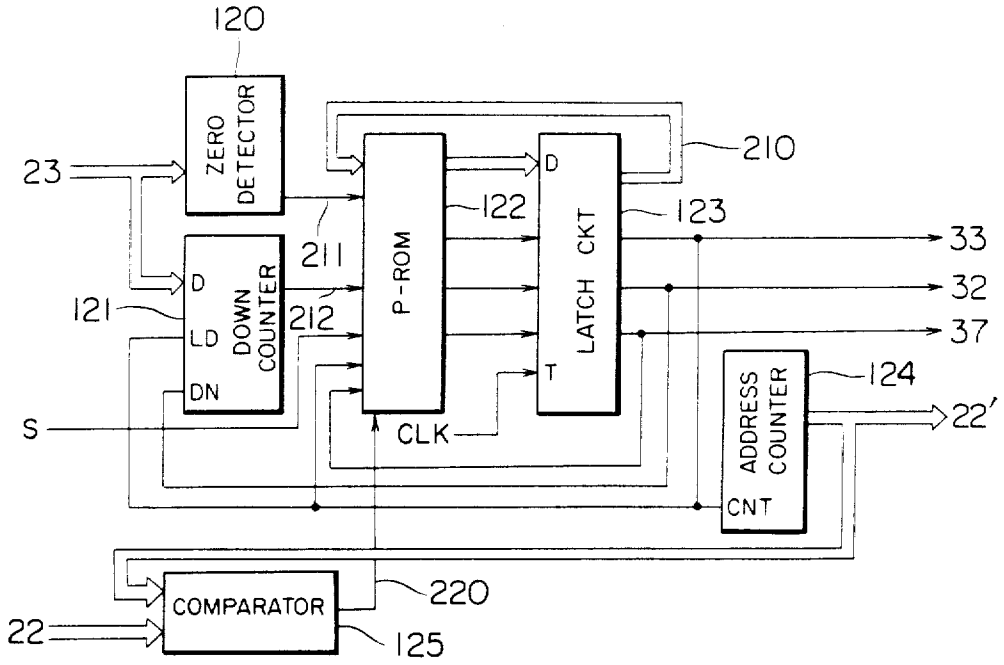 120
ZERO
DETECTOR
23
211
P-ROM
122
D
LATCH CKT
T
210
123
33
32
37
121
D
LD
DN
DOWN
COUNTER
212
S
CLK
ADDRESS
COUNTER
CNT
124
22'
COMPARATOR
22
220
125